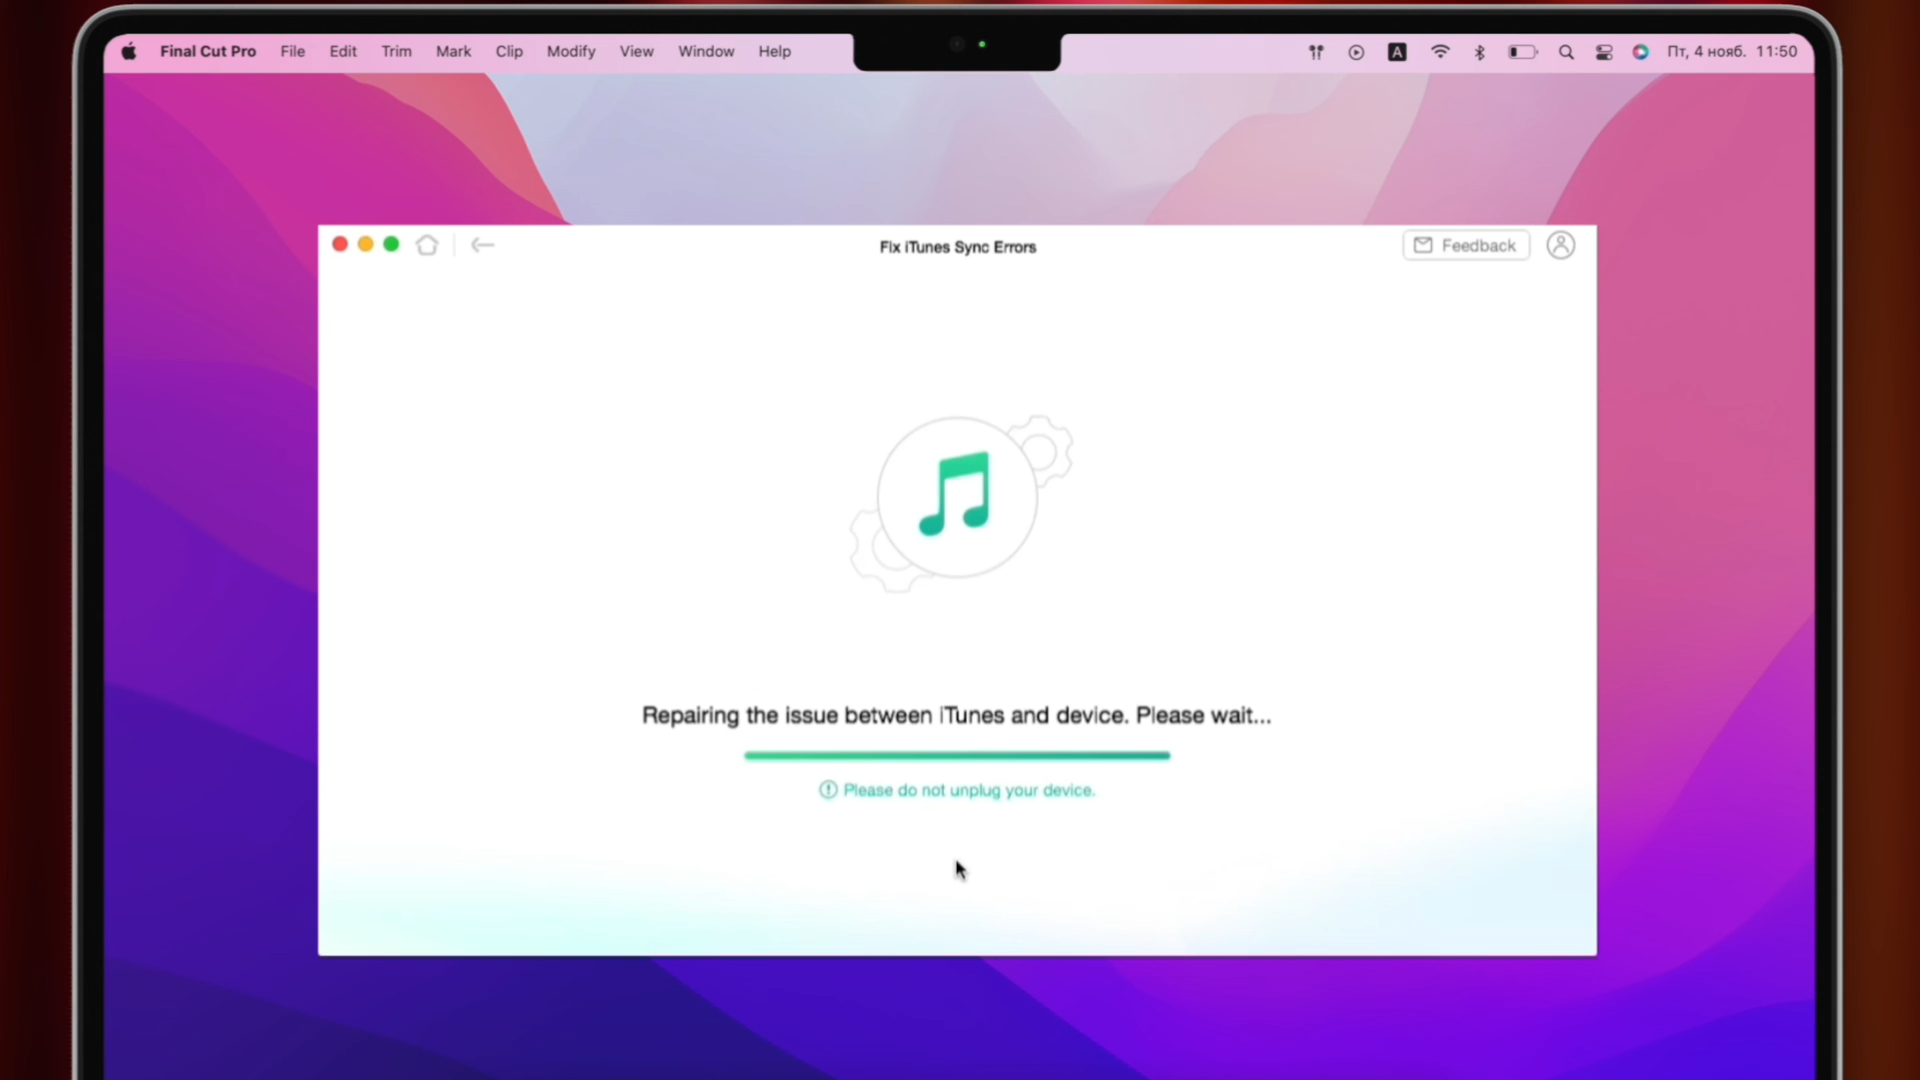 Final Cut Pro File Edit Trim Mark Clip Modify View Window Help A Пт, 4 нояб. 11:50
Fix iTunes Sync Errors Feedback
Repairing the issue between iTunes and device. Please wait...
Please do not unplug your device.